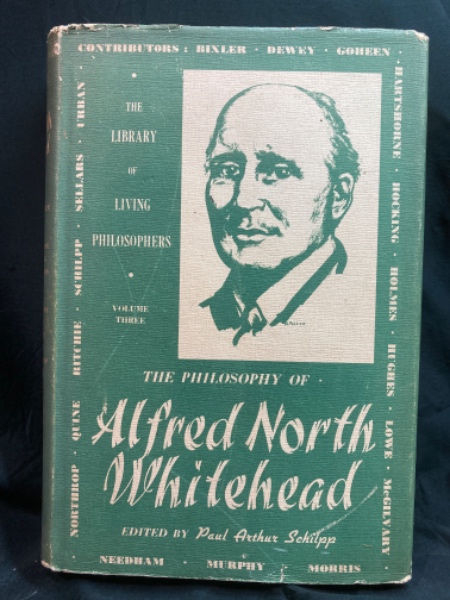 CONTRIBUTORS: BIXLER · DEWEY · GOHEEN
HARTSHORNE · HOCKING · HOLMES · HUGHES · LOWE · McGILVARY
NEEDHAM · MURPHY · MORRIS
NORTHROP · QUINE · RITCHIE · SCHILPP · SELLARS · URBAN
THE
LIBRARY
OF
LIVING
PHILOSOPHERS
VOLUME
THREE
THE PHILOSOPHY OF
Alfred North
Whitehead
EDITED BY Paul Arthur Schilpp